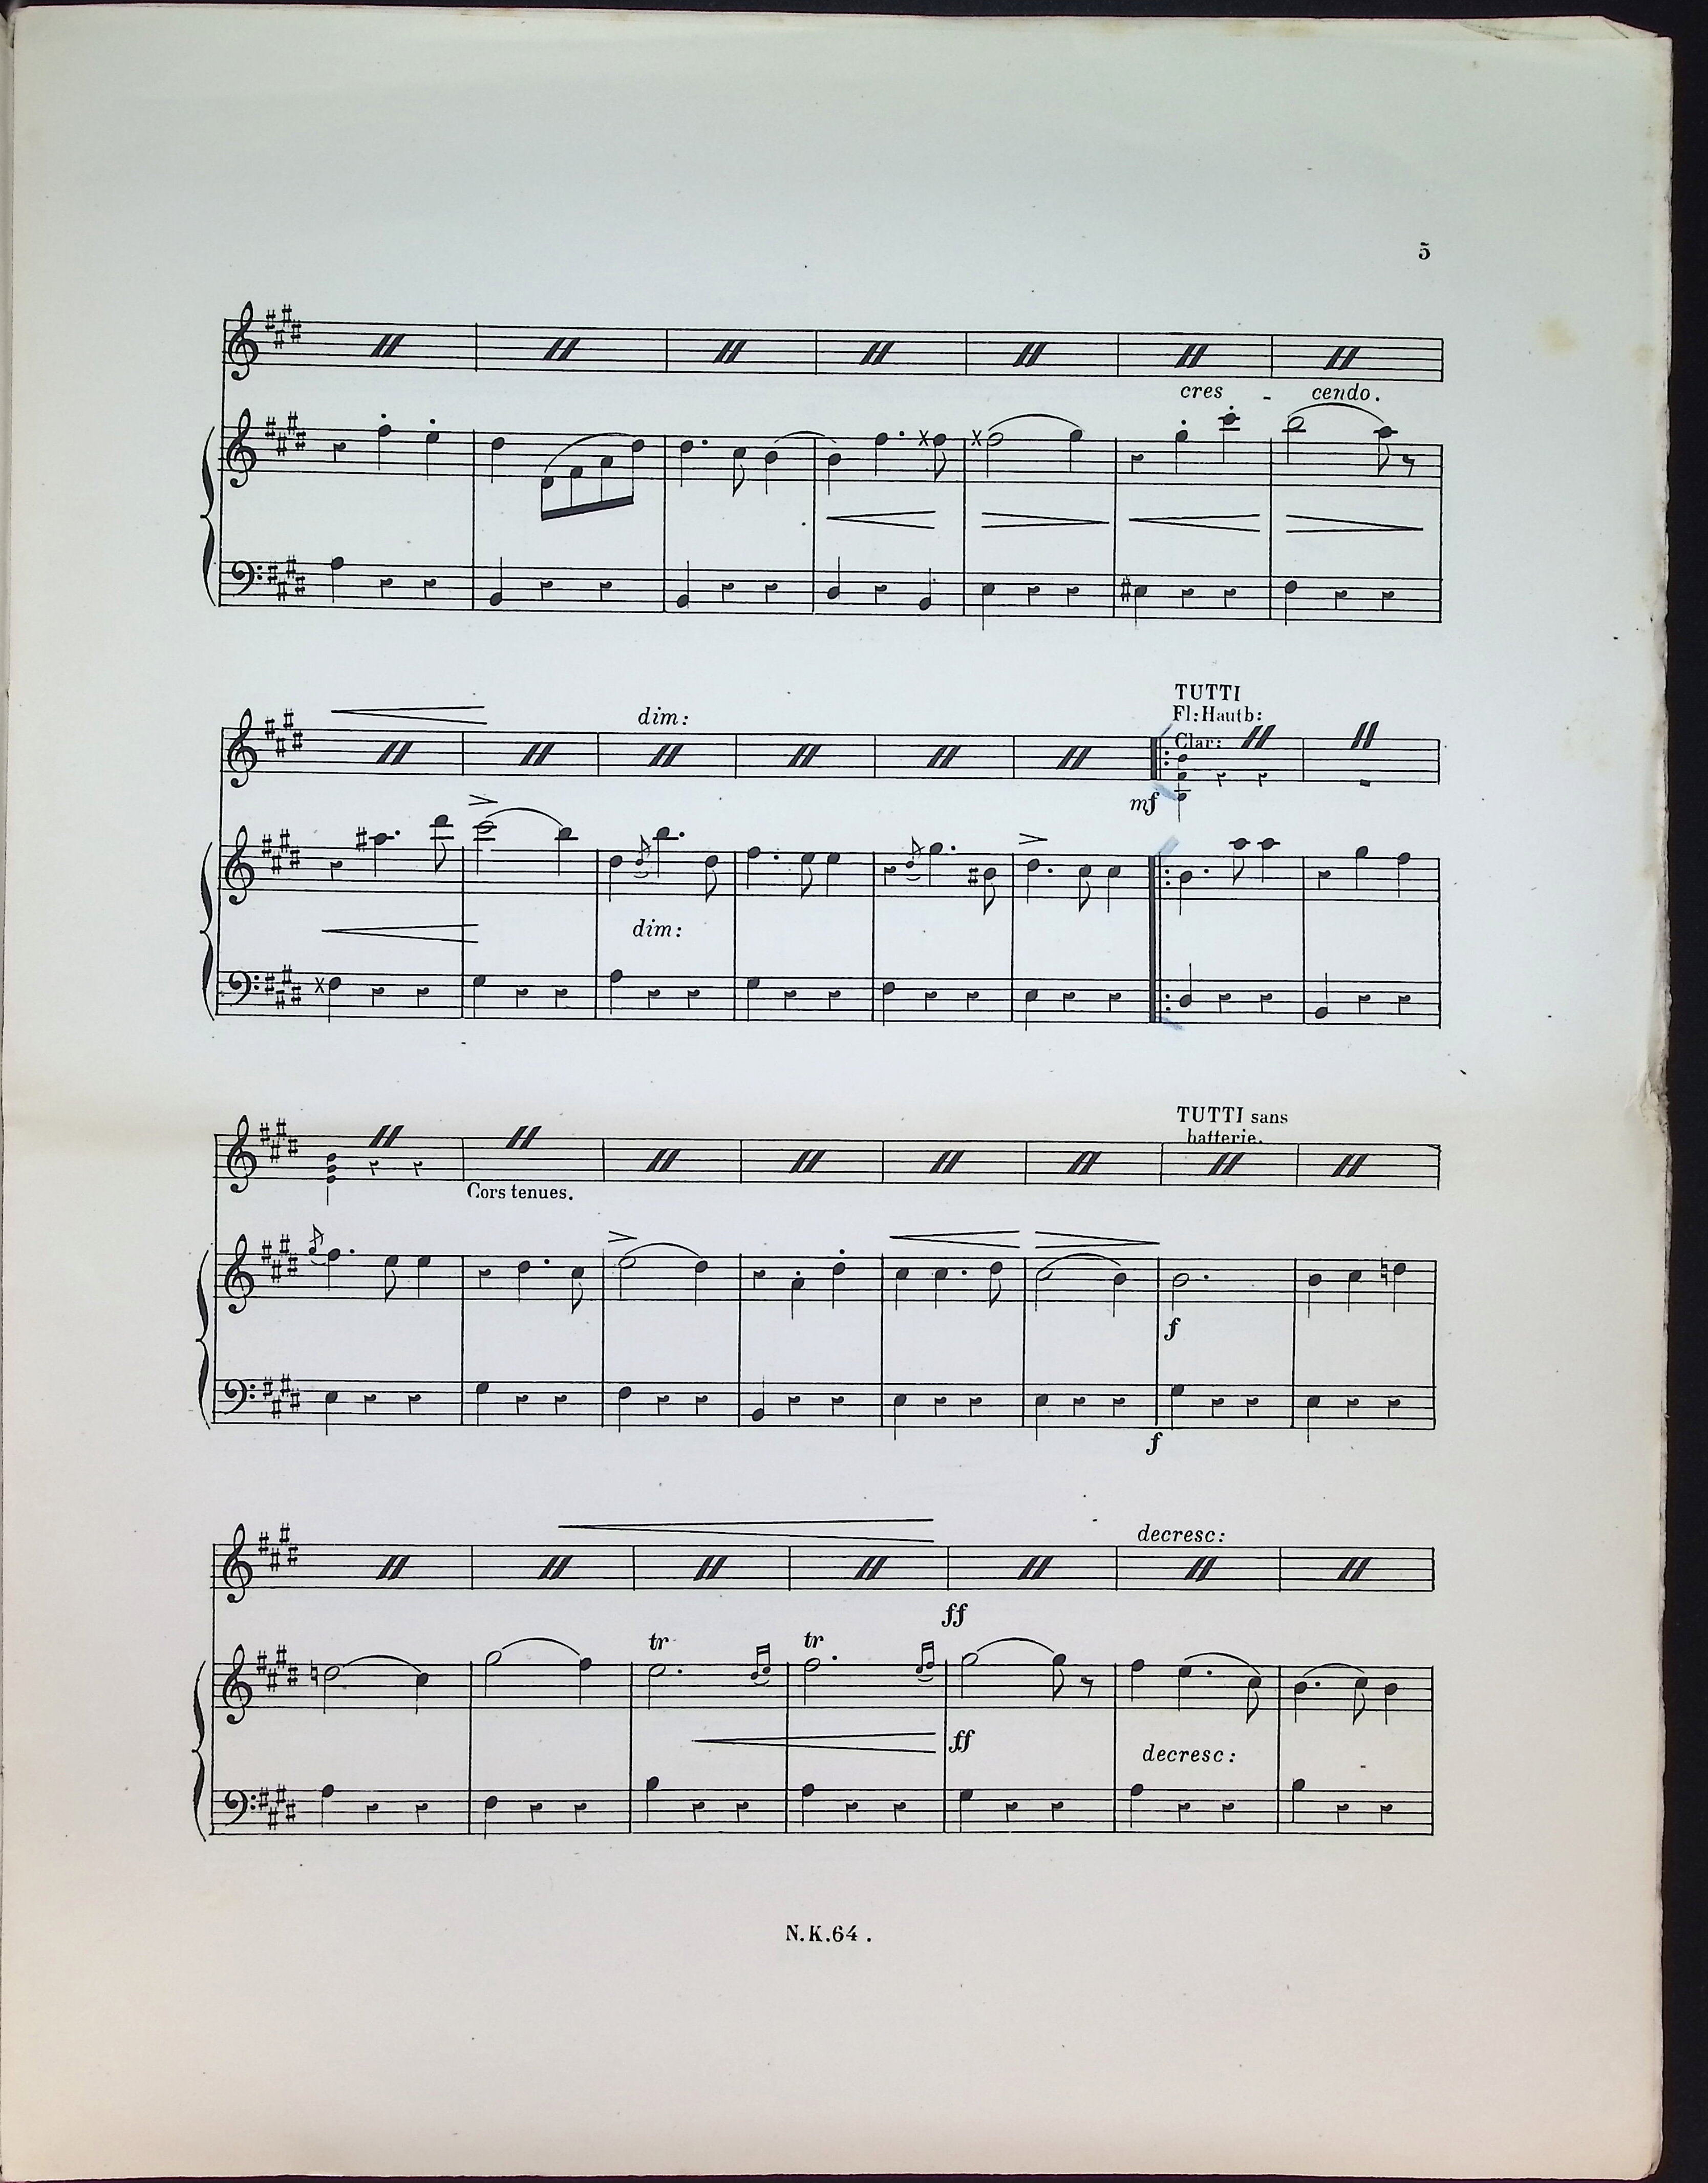 5
cres - cendo.
dim:
TUTTI
Fl:Hautb:
Clar:
mf
dim:
TUTTI sans
batterie.
Cors tenues.
f
f
decresc:
ff
tr
tr
ff
decresc:
N.K.64.